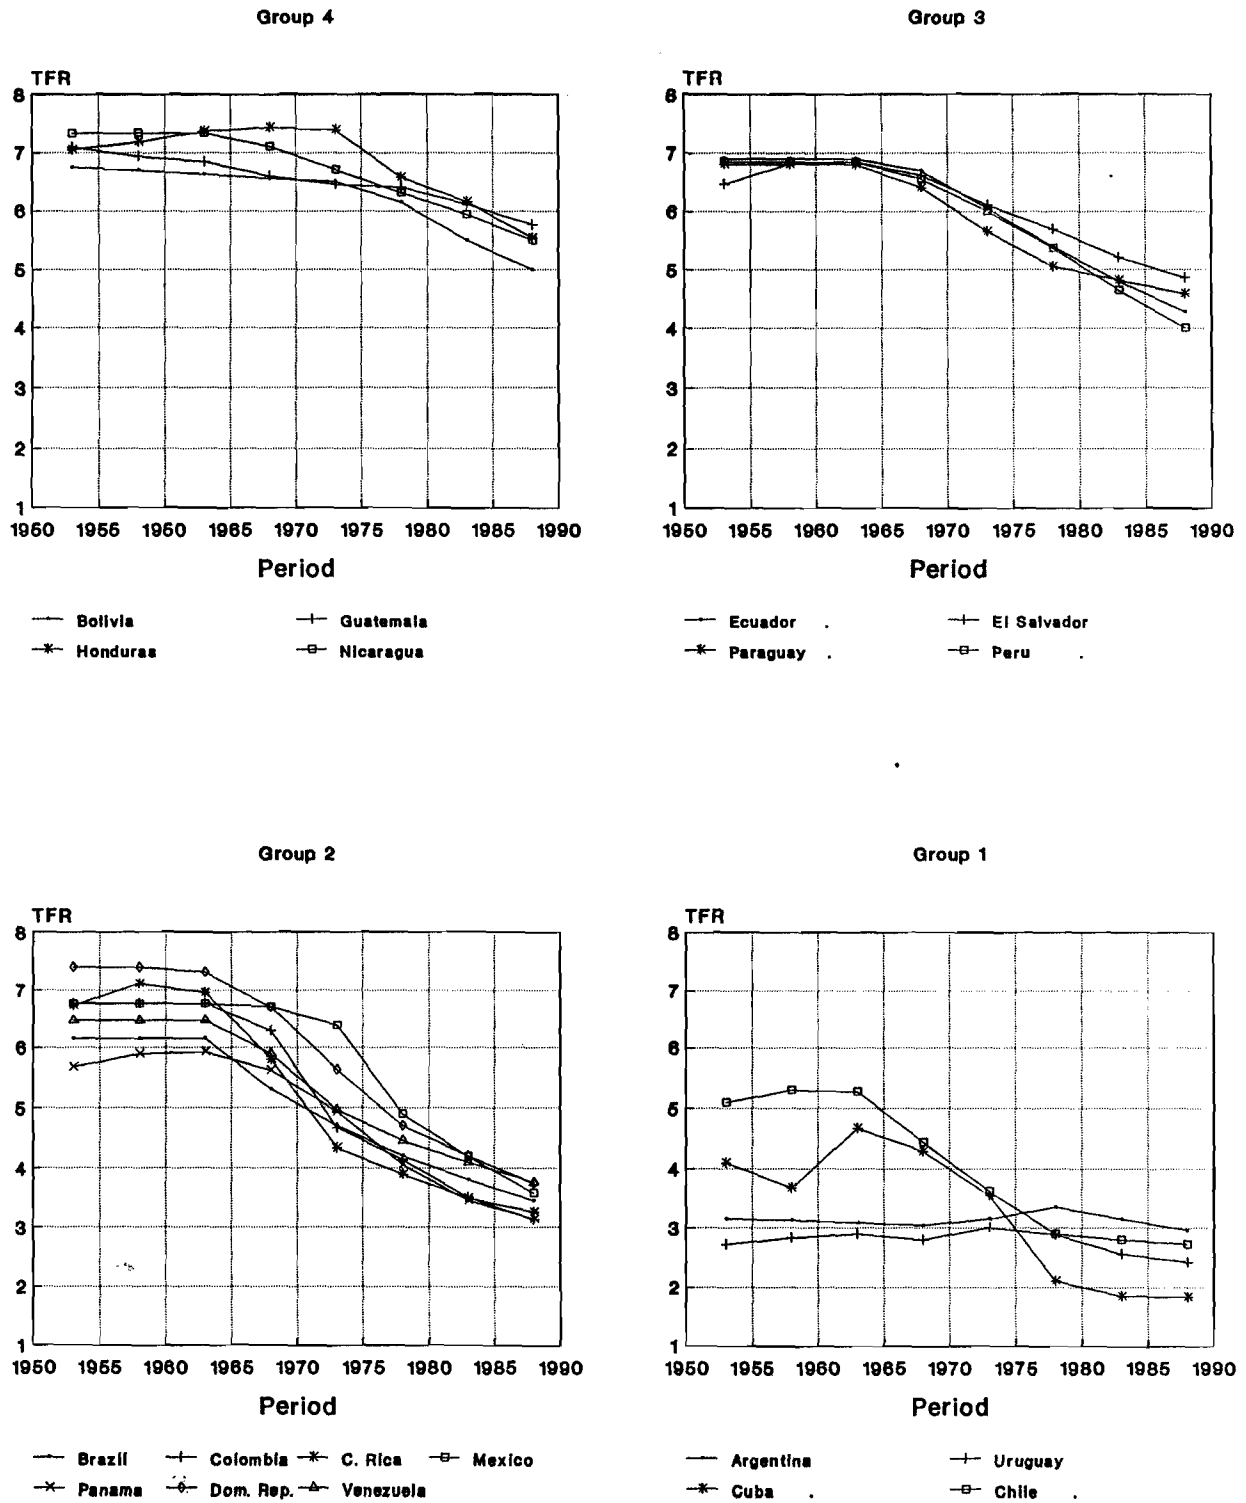 Group 4
TFR
8
7
6
5
4
3
2
1
1950 1955 1960 1965 1970 1975 1980 1985 1990
Period
Bolivia Guatemala
Honduras Nicaragua
Group 3
TFR
8
7
6
5
4
3
2
1
1950 1955 1960 1965 1970 1975 1980 1985 1990
Period
Ecuador El Salvador
Paraguay Peru
Group 2
TFR
8
7
6
5
4
3
2
1
1950 1955 1960 1965 1970 1975 1980 1985 1990
Period
Brazil Colombia C. Rica Mexico
Panama Dom. Rep. Venezuela
Group 1
TFR
8
7
6
5
4
3
2
1
1950 1955 1960 1965 1970 1975 1980 1985 1990
Period
Argentina Uruguay
Cuba Chile